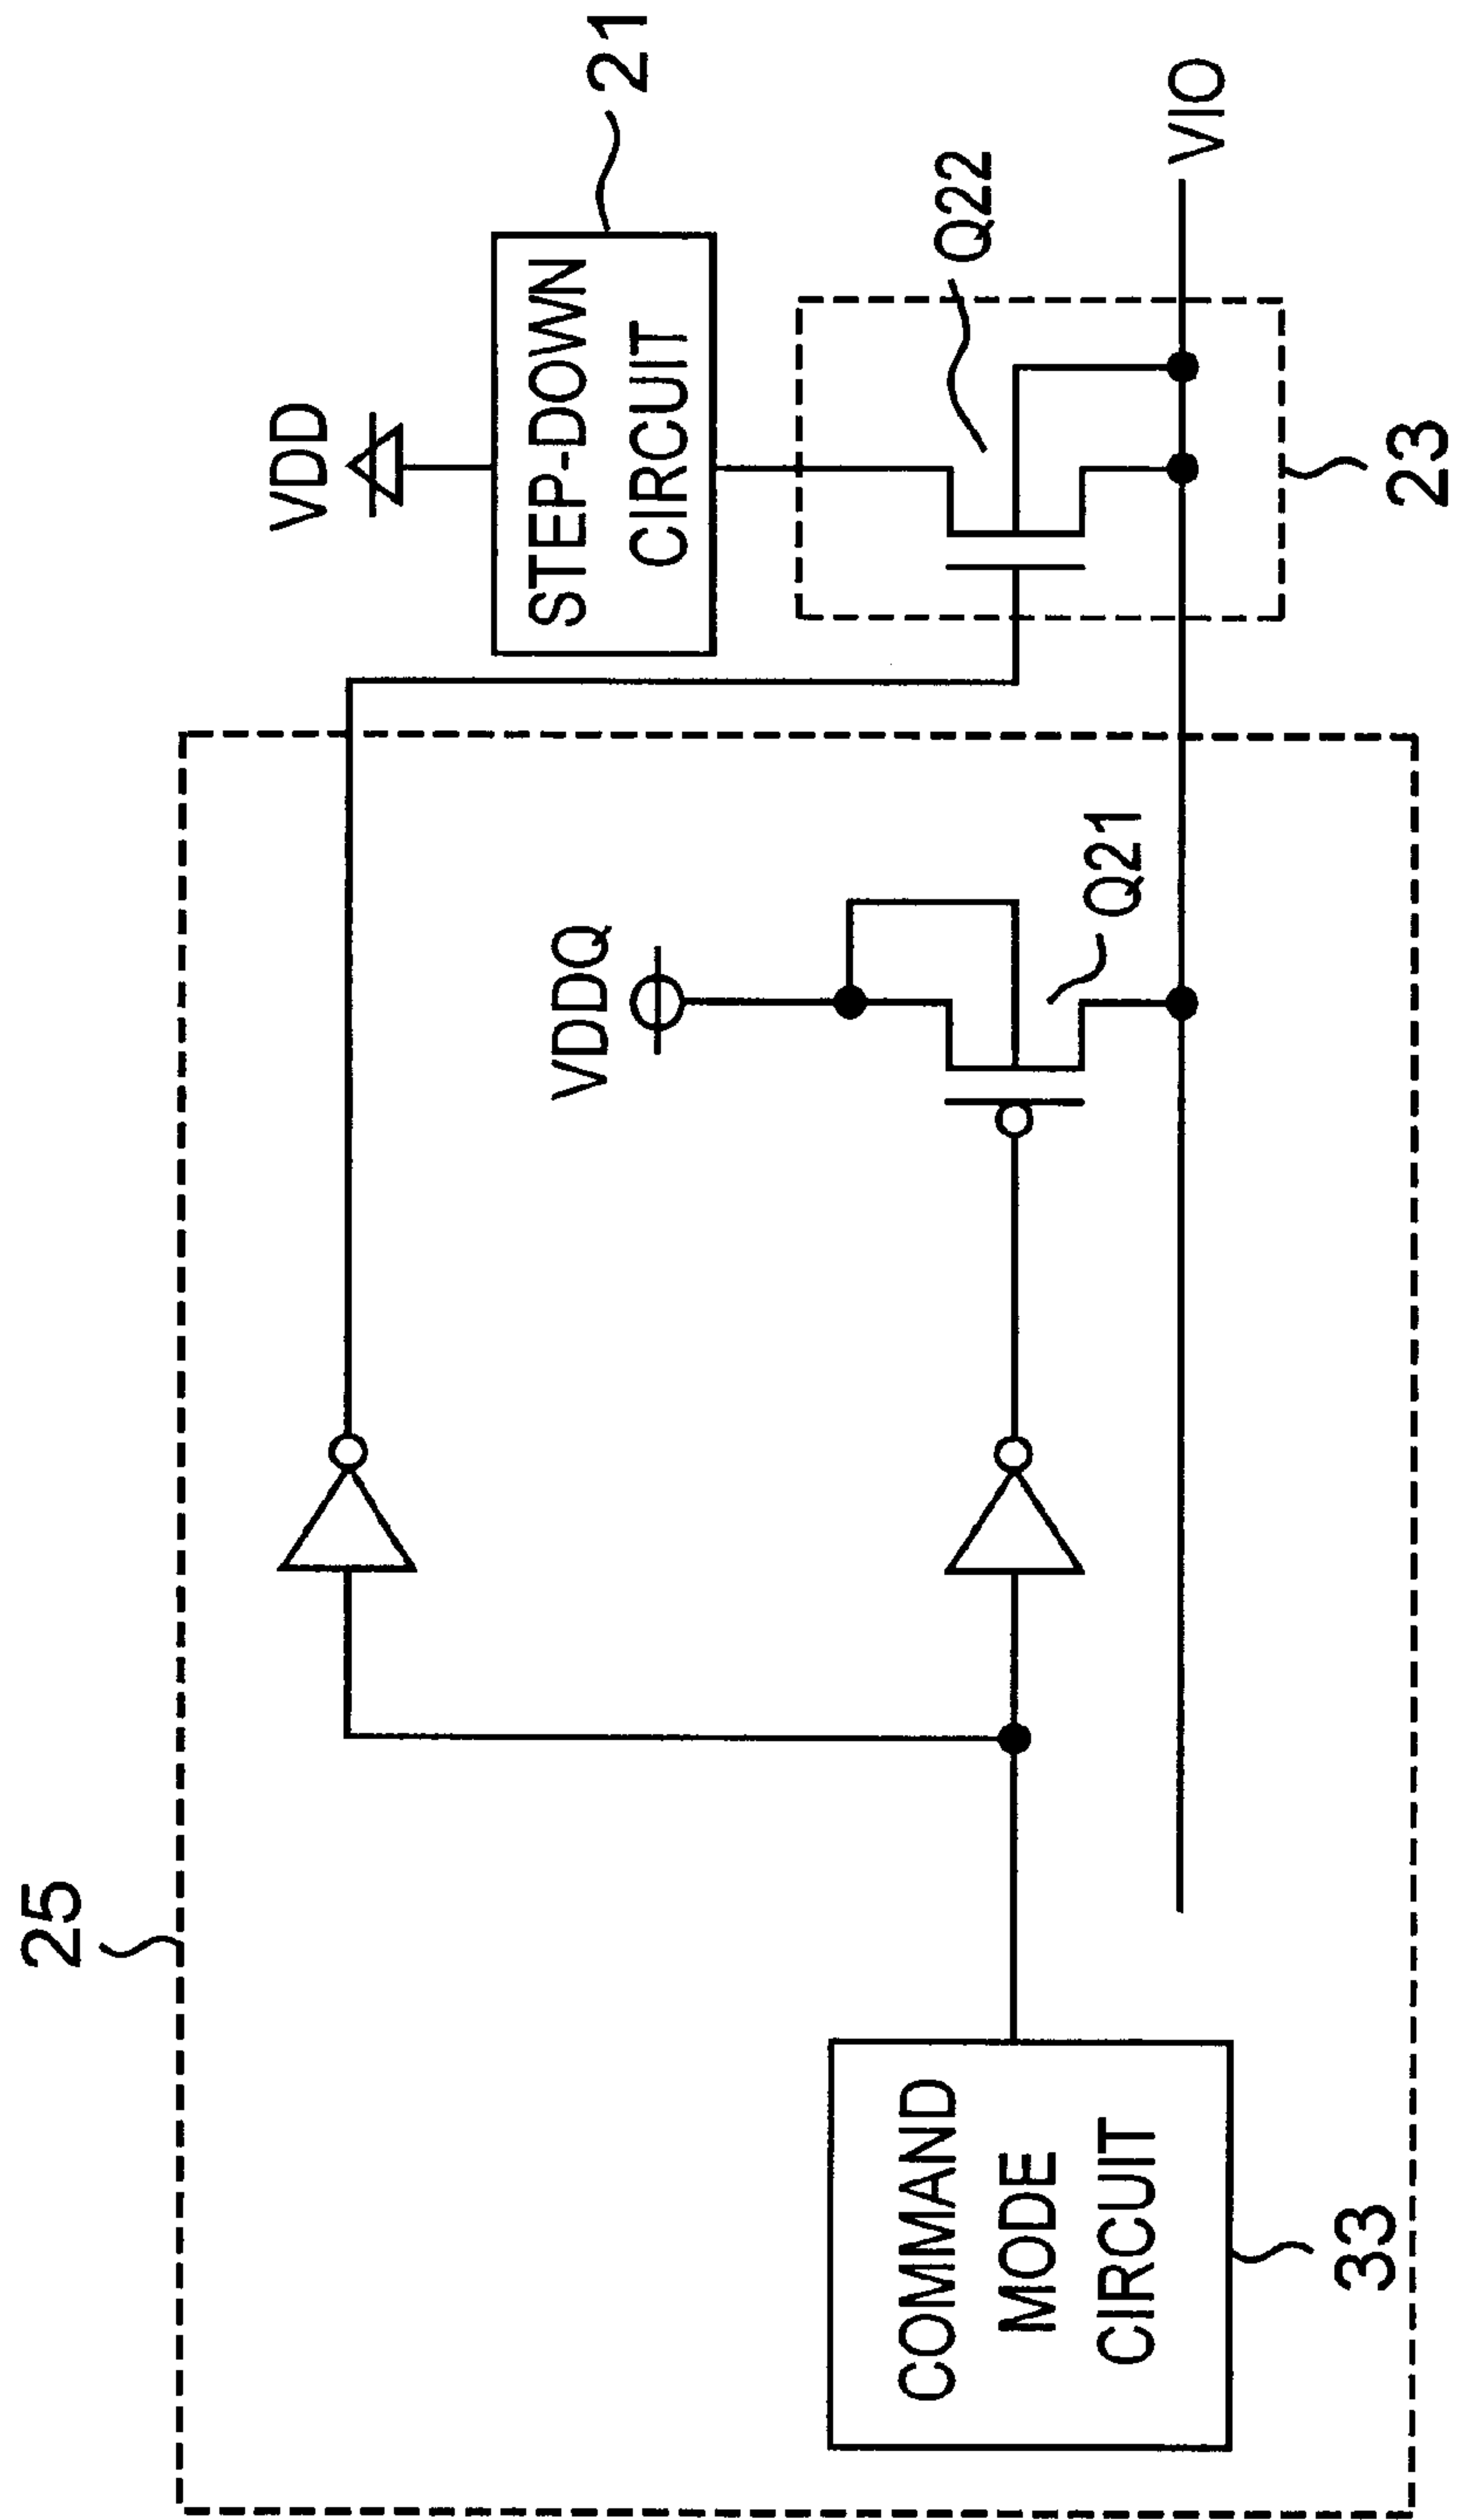 25
VDD
21
STEP-DOWN
CIRCUIT
VDDQ
Q22
Q21
VIO
COMMAND
MODE
CIRCUIT
33
23